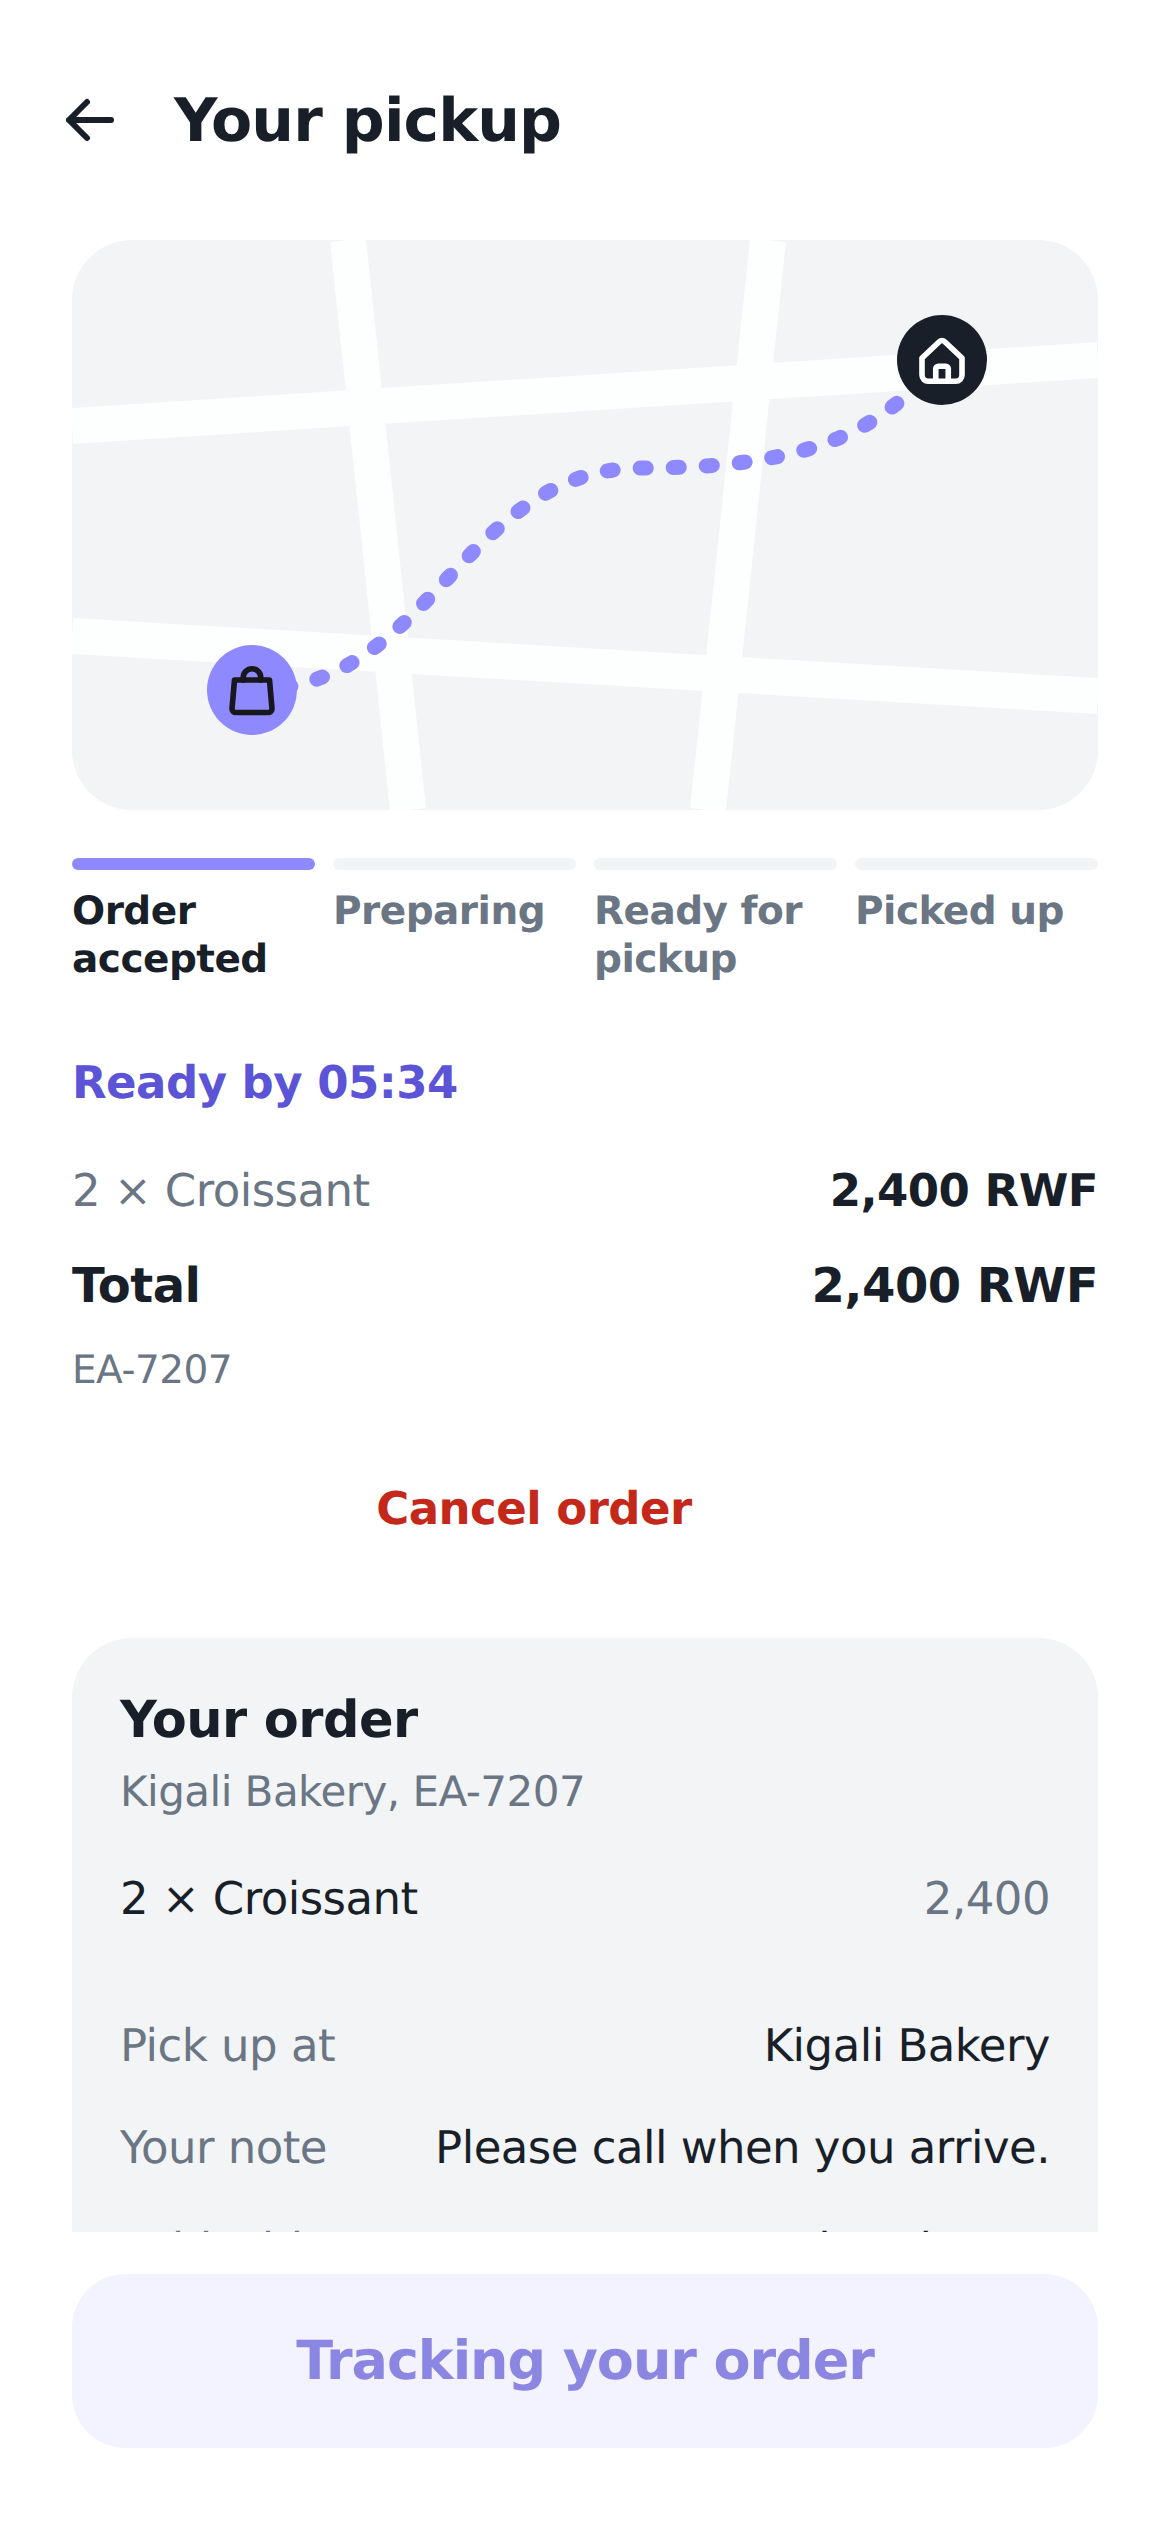 Your pickup
Order accepted
Preparing
Ready for pickup
Picked up
Ready by 05:34
2 × Croissant 2,400 RWF
Total 2,400 RWF
EA-7207
Cancel order
Your order
Kigali Bakery, EA-7207
2 × Croissant 2,400
Pick up at Kigali Bakery
Your note Please call when you arrive.
Tracking your order